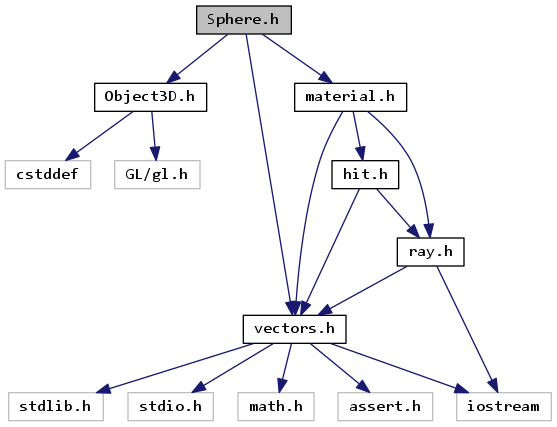 Sphere.h
Object3D.h
material.h
cstddef
GL/gl.h
hit.h
ray.h
vectors.h
stdlib.h
stdio.h
math.h
assert.h
iostream